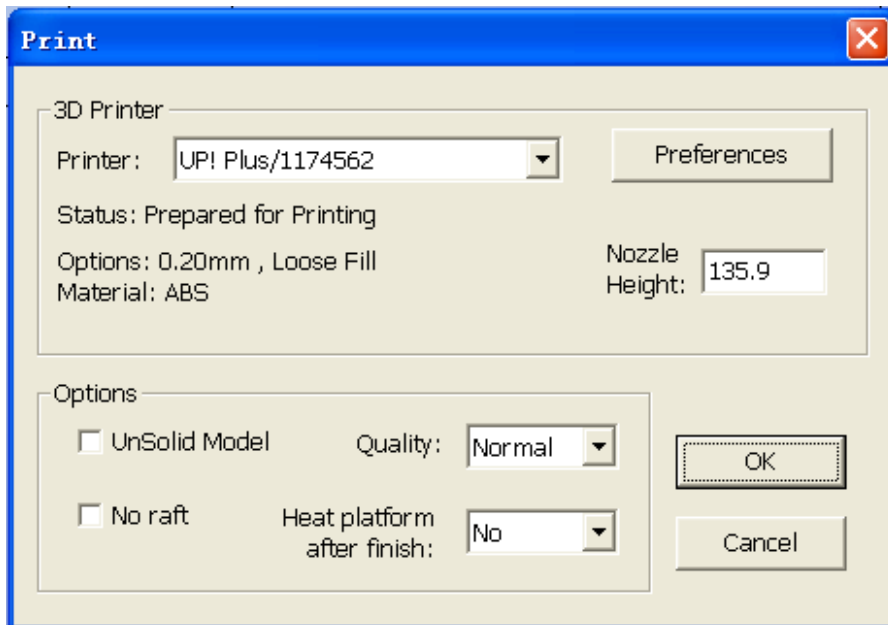 Print
3D Printer
Printer: UP! Plus/1174562
Preferences
Status: Prepared for Printing
Options: 0.20mm , Loose Fill
Material: ABS
Nozzle
Height: 135.9
Options
UnSolid Model
Quality: Normal
OK
No raft
Heat platform
after finish: No
Cancel